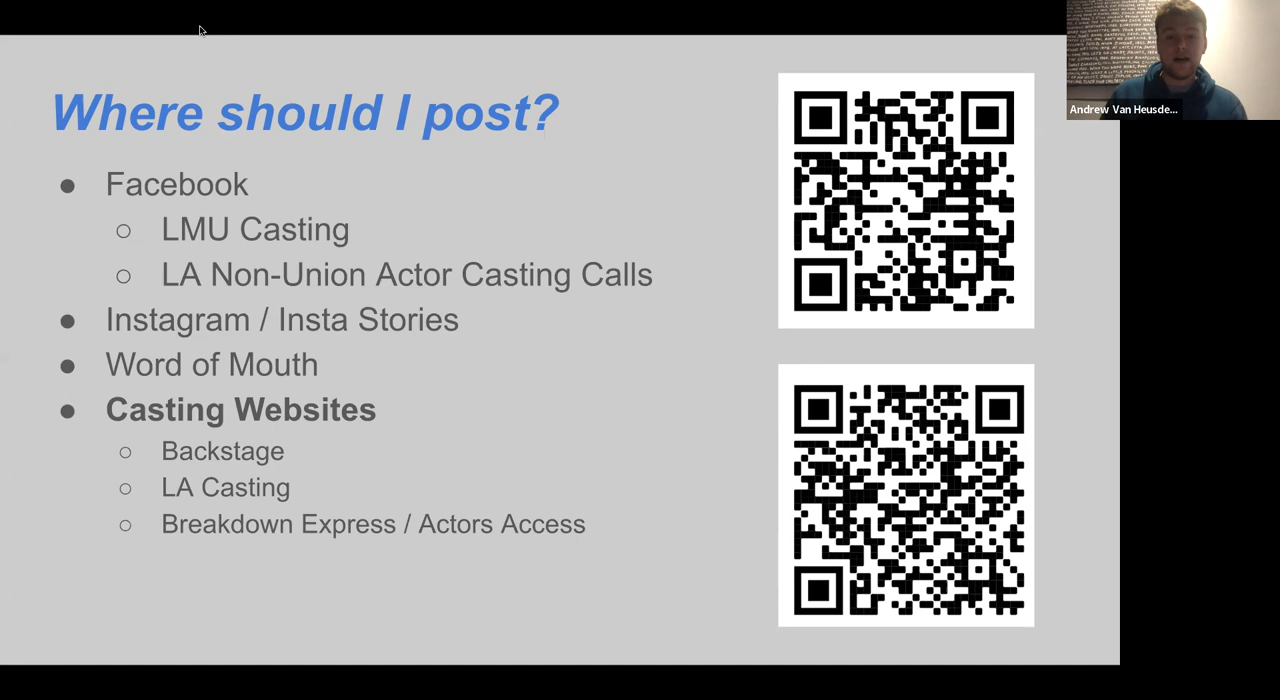 Where should I post?
● Facebook
○ LMU Casting
○ LA Non-Union Actor Casting Calls
● Instagram / Insta Stories
● Word of Mouth
● Casting Websites
○ Backstage
○ LA Casting
○ Breakdown Express / Actors Access
Andrew Van Heusde...